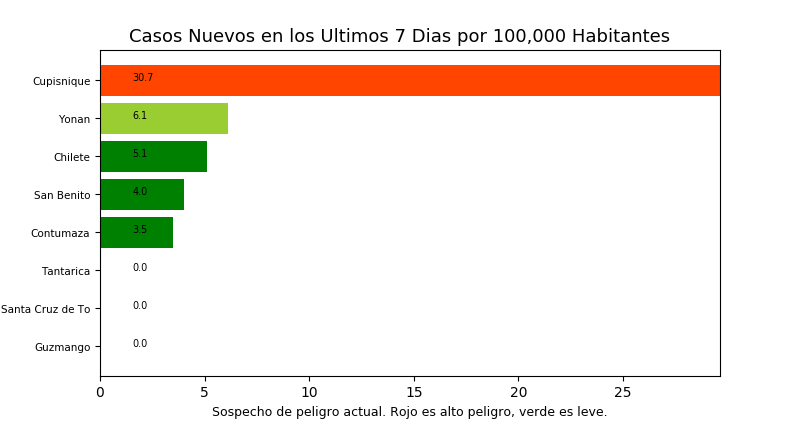 Casos Nuevos en los Ultimos 7 Dias por 100,000 Habitantes
Cupisnique 30.7
Yonan 6.1
Chilete 5.1
San Benito 4.0
Contumaza 3.5
Tantarica 0.0
Santa Cruz de To 0.0
Guzmango 0.0
0 5 10 15 20 25
Sospecho de peligro actual. Rojo es alto peligro, verde es leve.